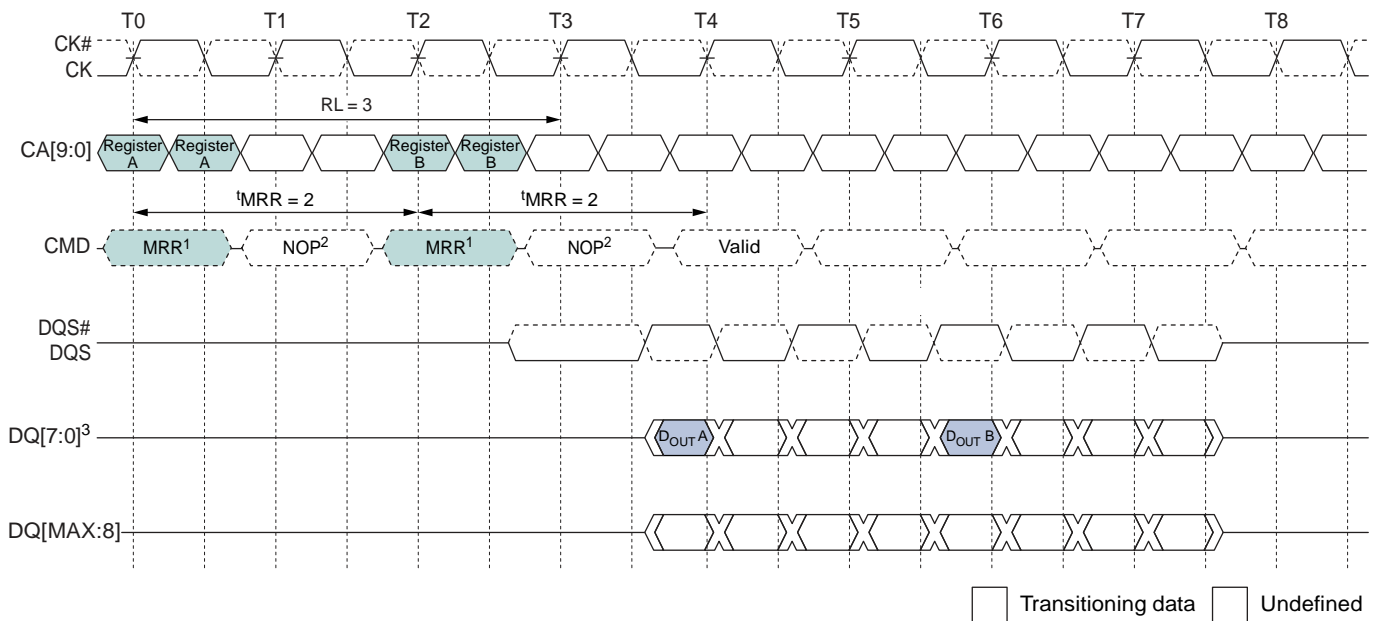 T0 T1 T2 T3 T4 T5 T6 T7 T8
CK#
CK
RL = 3
CA[9:0]
Register A Register A Register B Register B
tMRR = 2 tMRR = 2
CMD MRR1 NOP2 MRR1 NOP2 Valid
DQS#
DQS
DQ[7:0]3 DOUT A DOUT B
DQ[MAX:8]
Transitioning data Undefined